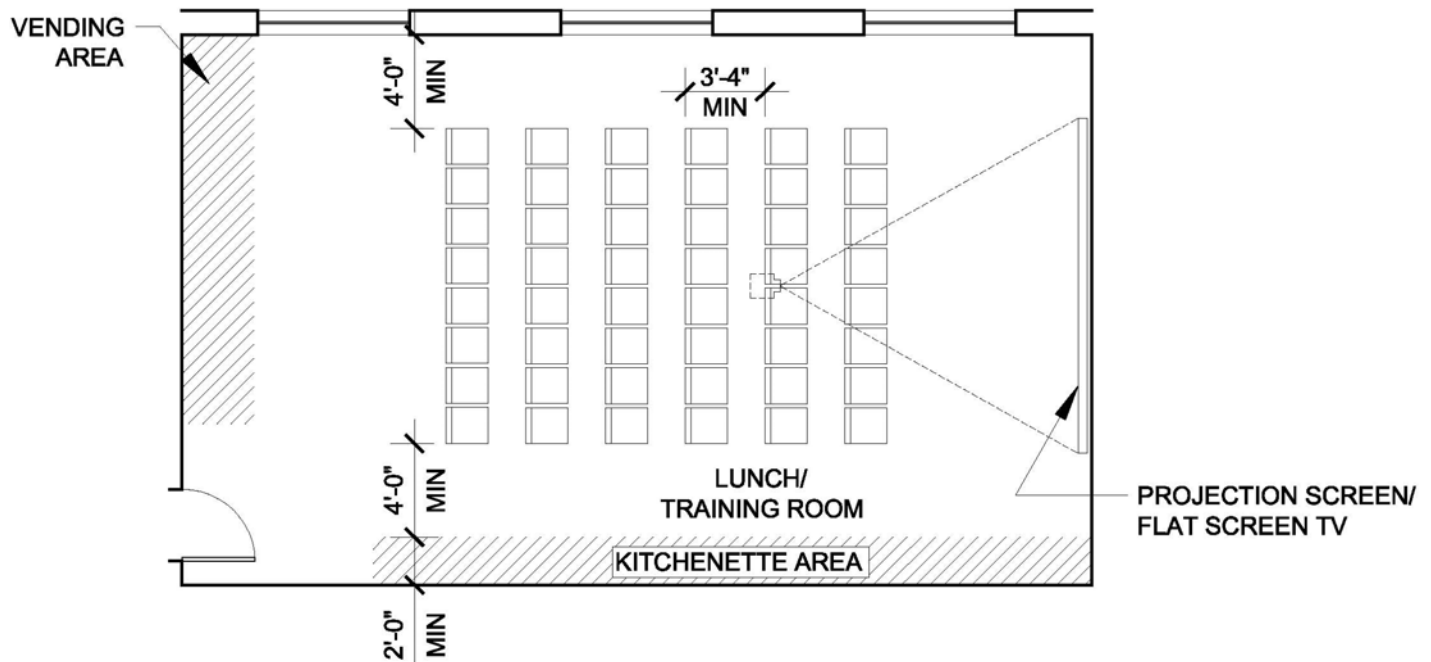 VENDING
AREA
4'-0"
MIN
3'-4"
MIN
4'-0"
MIN
LUNCH/
TRAINING ROOM
PROJECTION SCREEN/
FLAT SCREEN TV
KITCHENETTE AREA
2'-0"
MIN